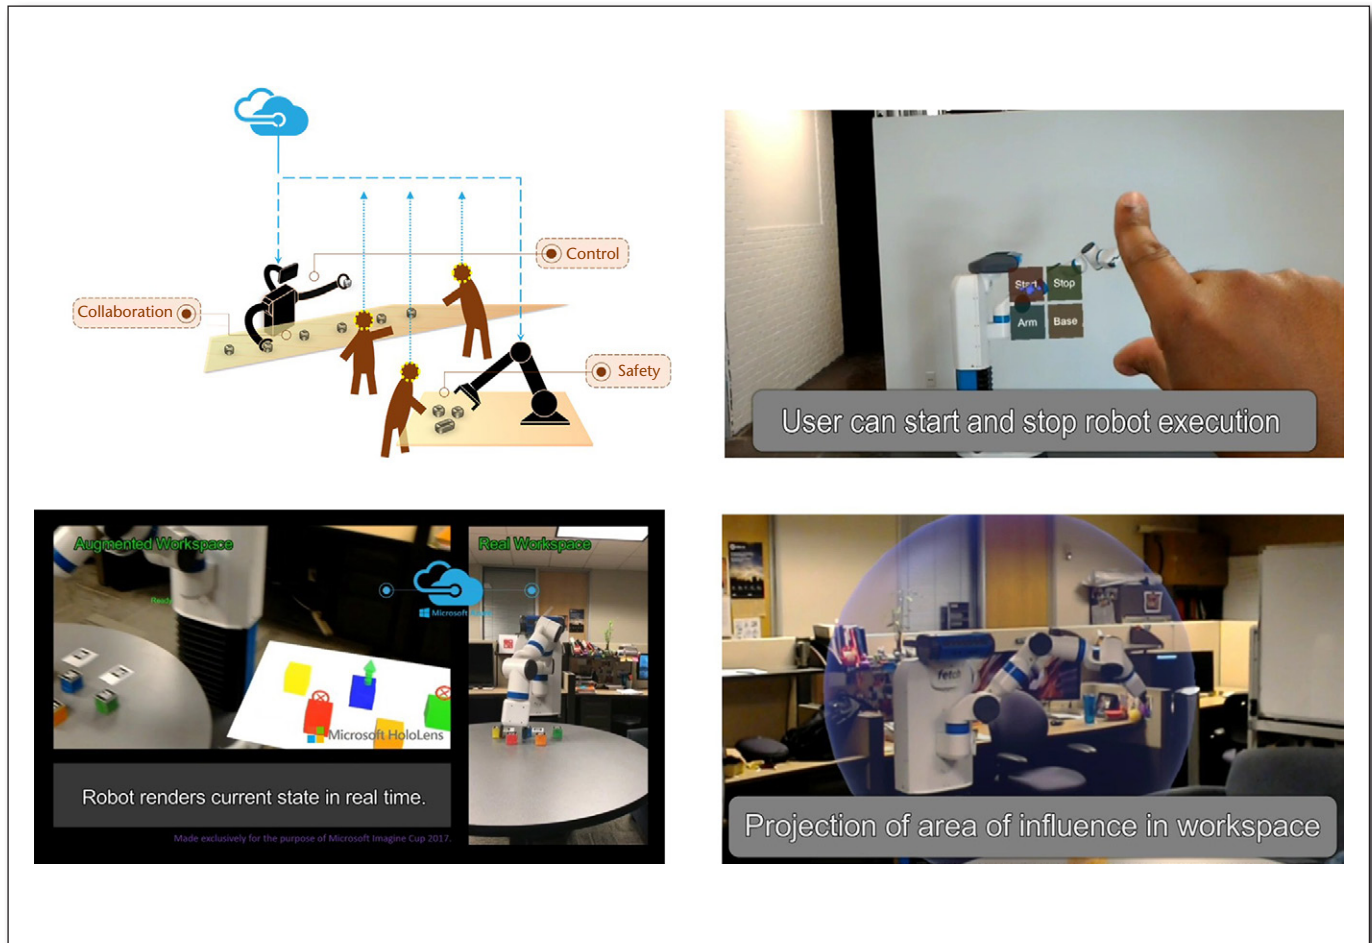 Control
Collaboration
Safety
Start Stop
Arm Base
User can start and stop robot execution
Augmented Workspace
Real Workspace
Ready
Microsoft
Microsoft HoloLens
Robot renders current state in real time.
Made exclusively for the purpose of Microsoft Imagine Cup 2017.
fetch
Projection of area of influence in workspace